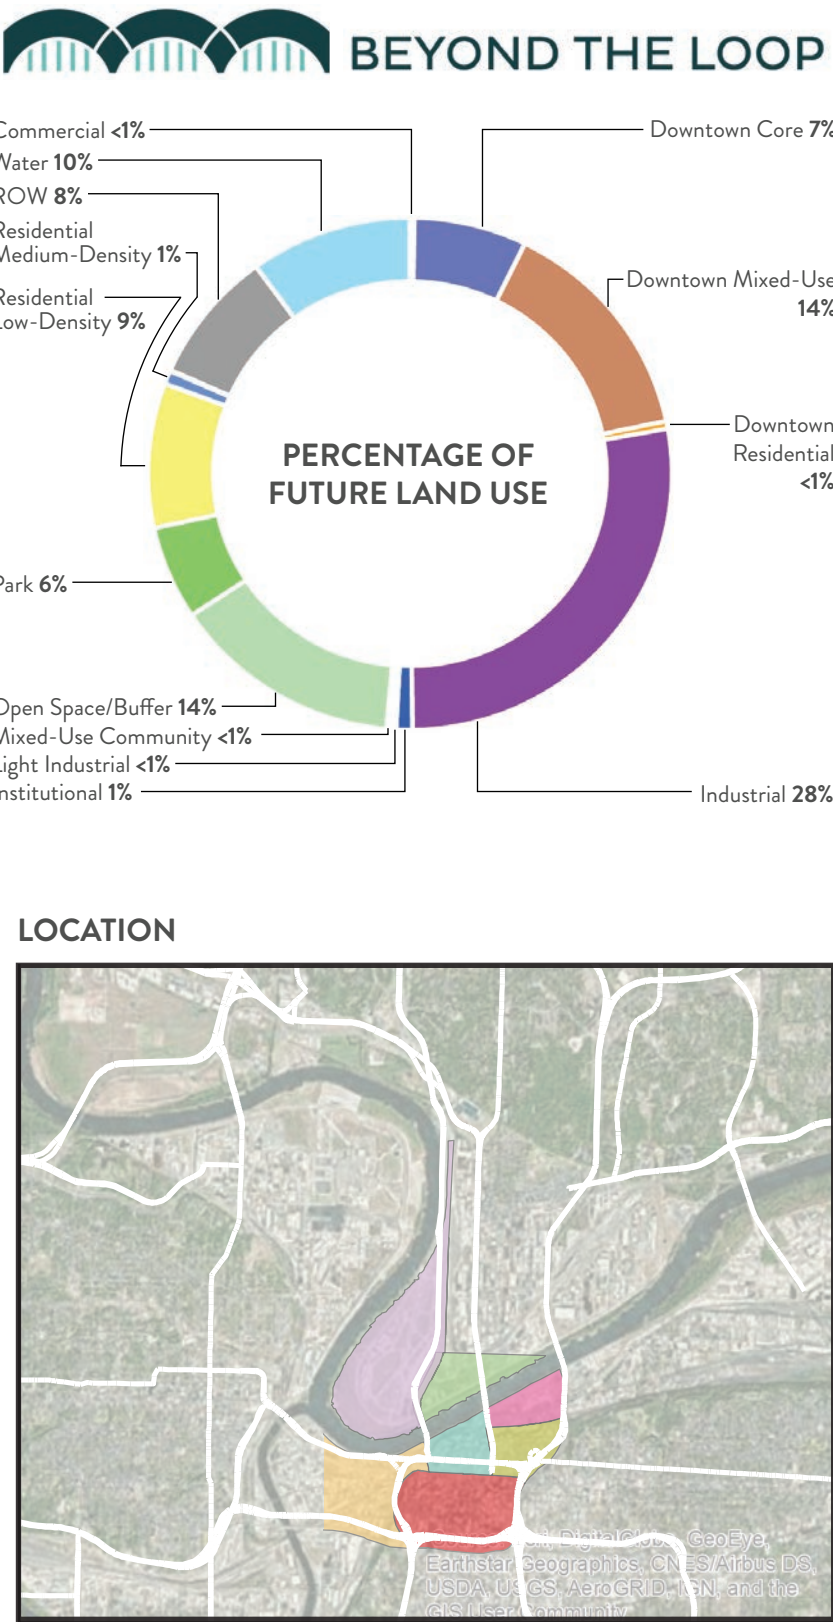 BEYOND THE LOOP
Commercial <1%
Water 10%
ROW 8%
Residential
Medium-Density 1%
Residential
Low-Density 9%
Park 6%
Open Space/Buffer 14%
Mixed-Use Community <1%
Light Industrial <1%
Institutional 1%
Downtown Core 7%
Downtown Mixed-Use
14%
Downtown
Residential
<1%
Industrial 28%
PERCENTAGE OF
FUTURE LAND USE
LOCATION
DigitalGlobe, GeoEye,
Earthstar Geographics, CNES/Airbus DS,
USDA, USGS, AeroGRID, IGN, and the
GIS User Community